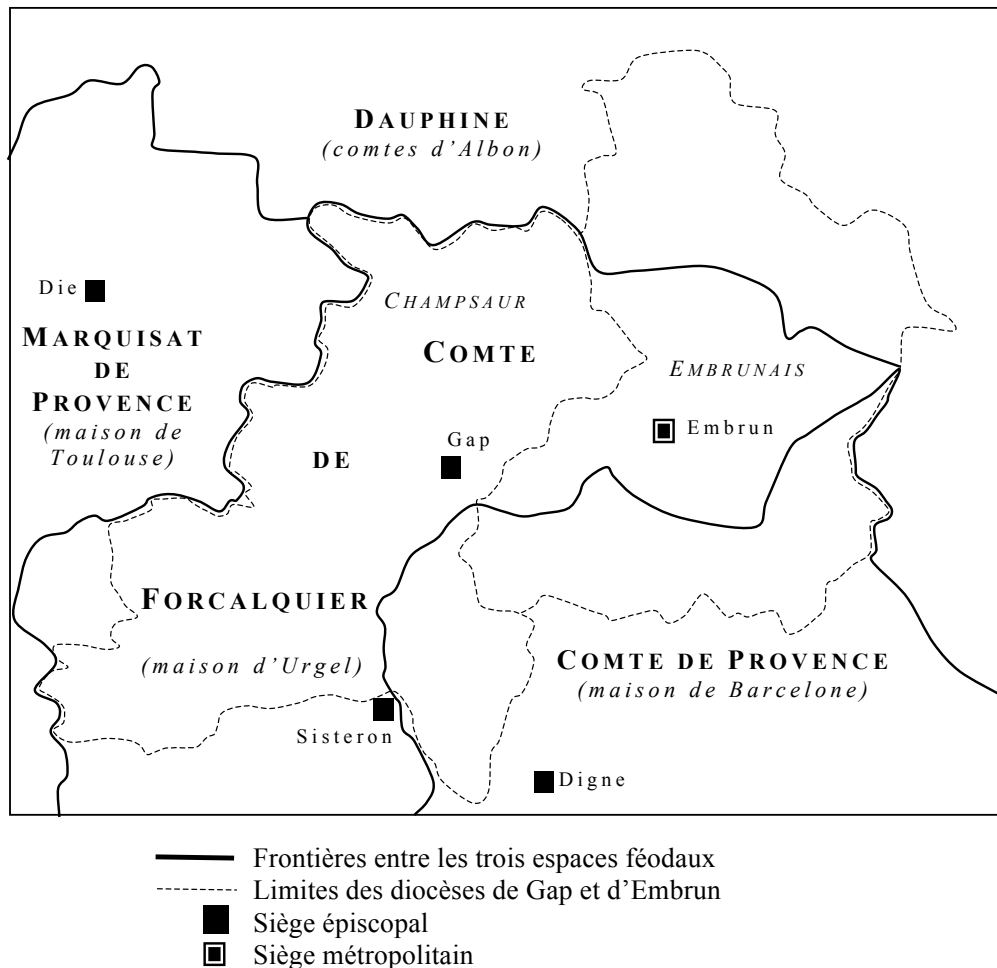 DAUPHINE
(comtes d'Albon)
Die
CHAMPSAUR
MARQUISAT
DE
PROVENCE
(maison de
Toulouse)
COMTE
EMBRUNAIS
Embrun
Gap
DE
FORCALQUIER
(maison d'Urgel)
COMTE DE PROVENCE
(maison de Barcelone)
Sisteron
Digne
Frontières entre les trois espaces féodaux
Limites des diocèses de Gap et d'Embrun
Siège épiscopal
Siège métropolitain